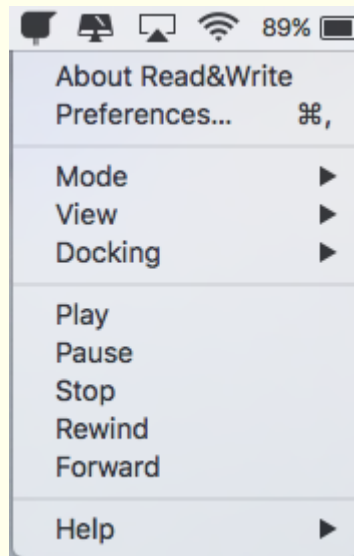 89%
About Read&Write
Preferences... ⌘,
Mode
View
Docking
Play
Pause
Stop
Rewind
Forward
Help